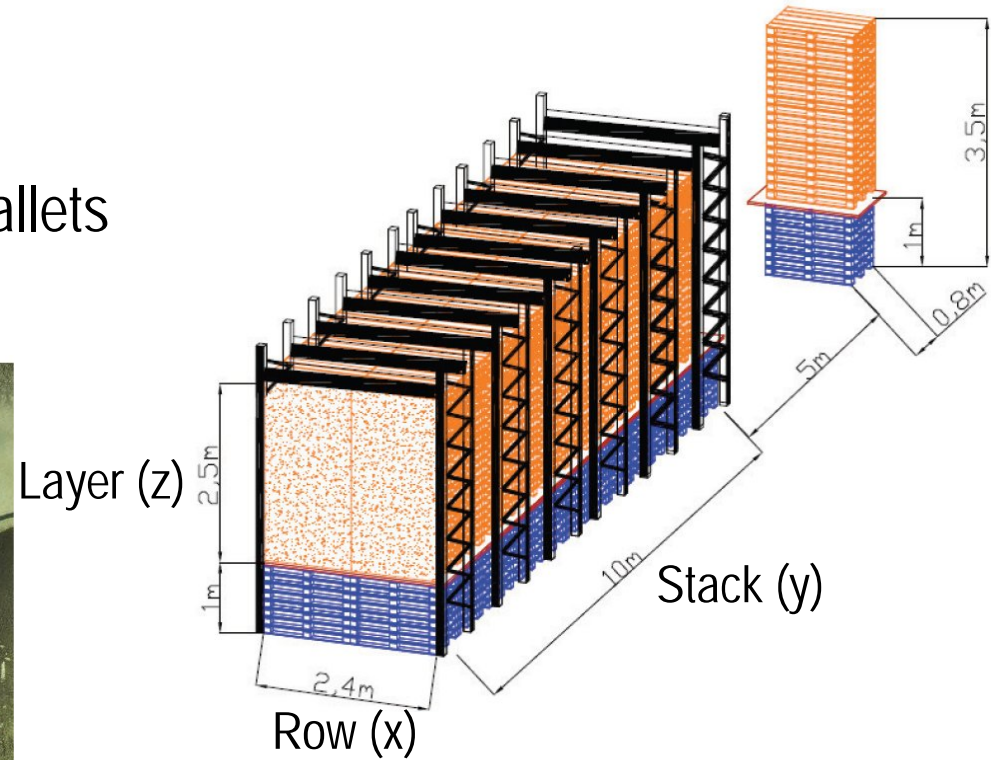 allets
3,5m
1m
0,8m
5m
Layer (z)
2,5m
10m
Stack (y)
1m
2,4m
Row (x)